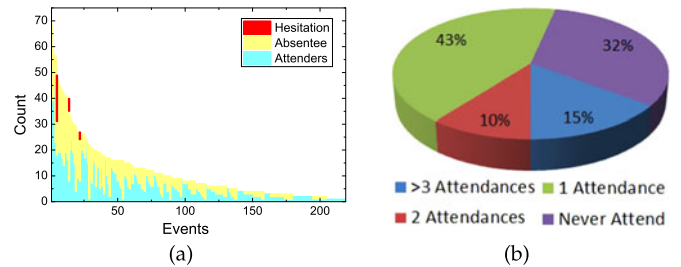 70
60
50
40
30
20
10
0
Count
Hesitation
Absentee
Attenders
50 100 150 200
Events
(a)
43%
32%
10%
15%
>3 Attendances 1 Attendance
2 Attendances Never Attend
(b)